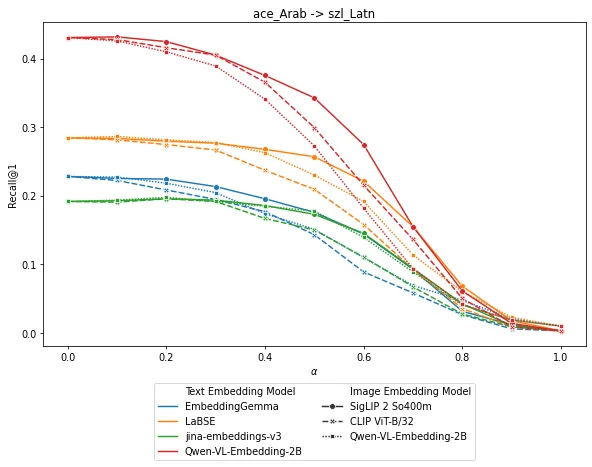 ace_Arab -> szl_Latn
Recall@1
0.4
0.3
0.2
0.1
0.0
0.0 0.2 0.4 0.6 0.8 1.0
α
Text Embedding Model Image Embedding Model
EmbeddingGemma SigLIP 2 So400m
LaBSE CLIP ViT-B/32
jina-embeddings-v3 Qwen-VL-Embedding-2B
Qwen-VL-Embedding-2B